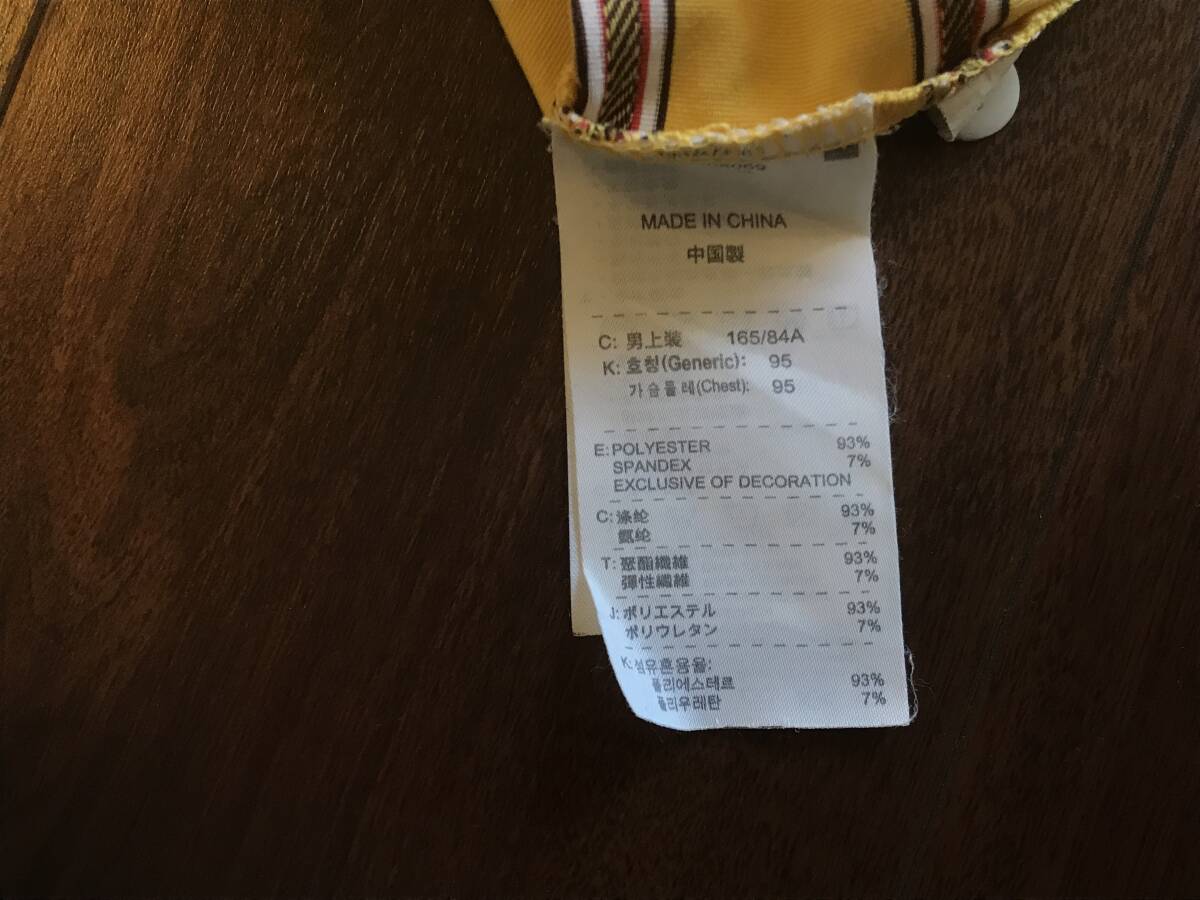 MADE IN CHINA
中国製
C: 男上装 165/84A
K: 호칭(Generic): 95
가슴둘레(Chest): 95
E: POLYESTER 93%
SPANDEX 7%
EXCLUSIVE OF DECORATION
C: 涤纶 93%
氨纶 7%
T: 聚酯纖維 93%
彈性纖維 7%
J: ポリエステル 93%
ポリウレタン 7%
K: 섬유혼용율:
폴리에스테르 93%
폴리우레탄 7%